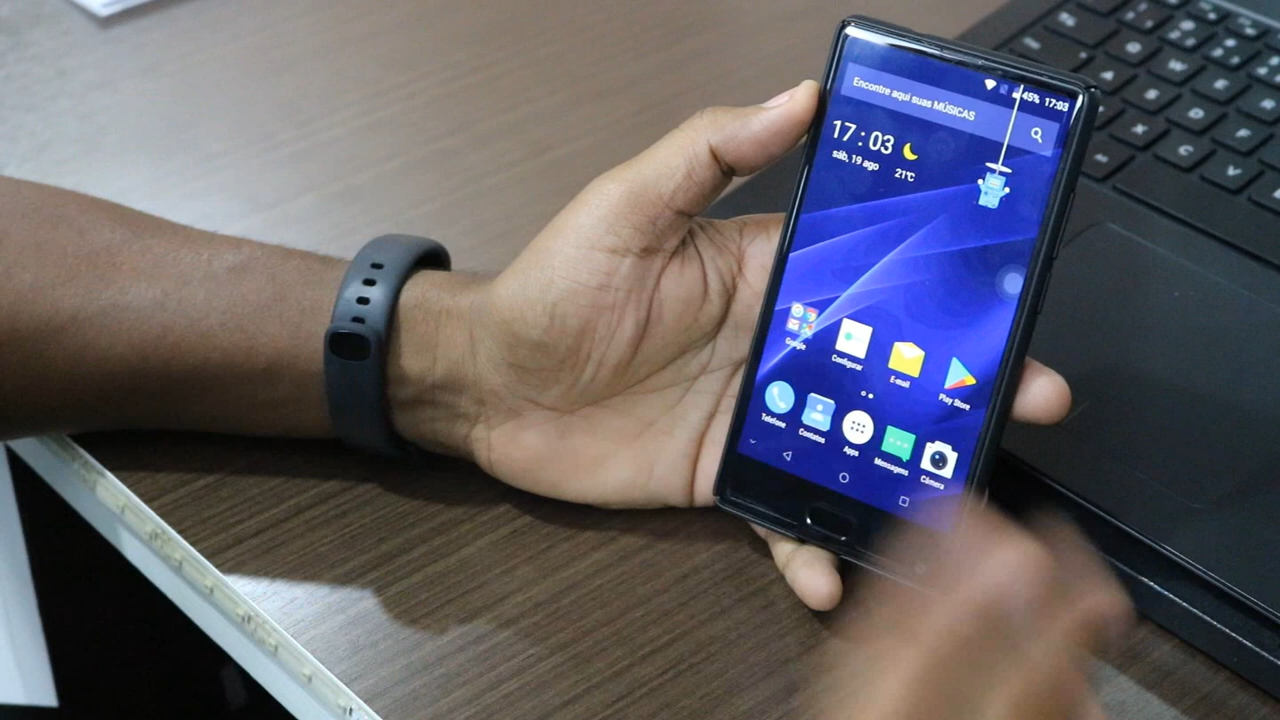 45% 17:03
Encontre aqui suas MÚSICAS
17:03
sáb, 19 ago
21°C
Google
Configurar
E-mail
Play Store
Telefone
Contatos
Apps
Mensagens
Câmera
A
W
E
Z
S
D
F
X
C
V